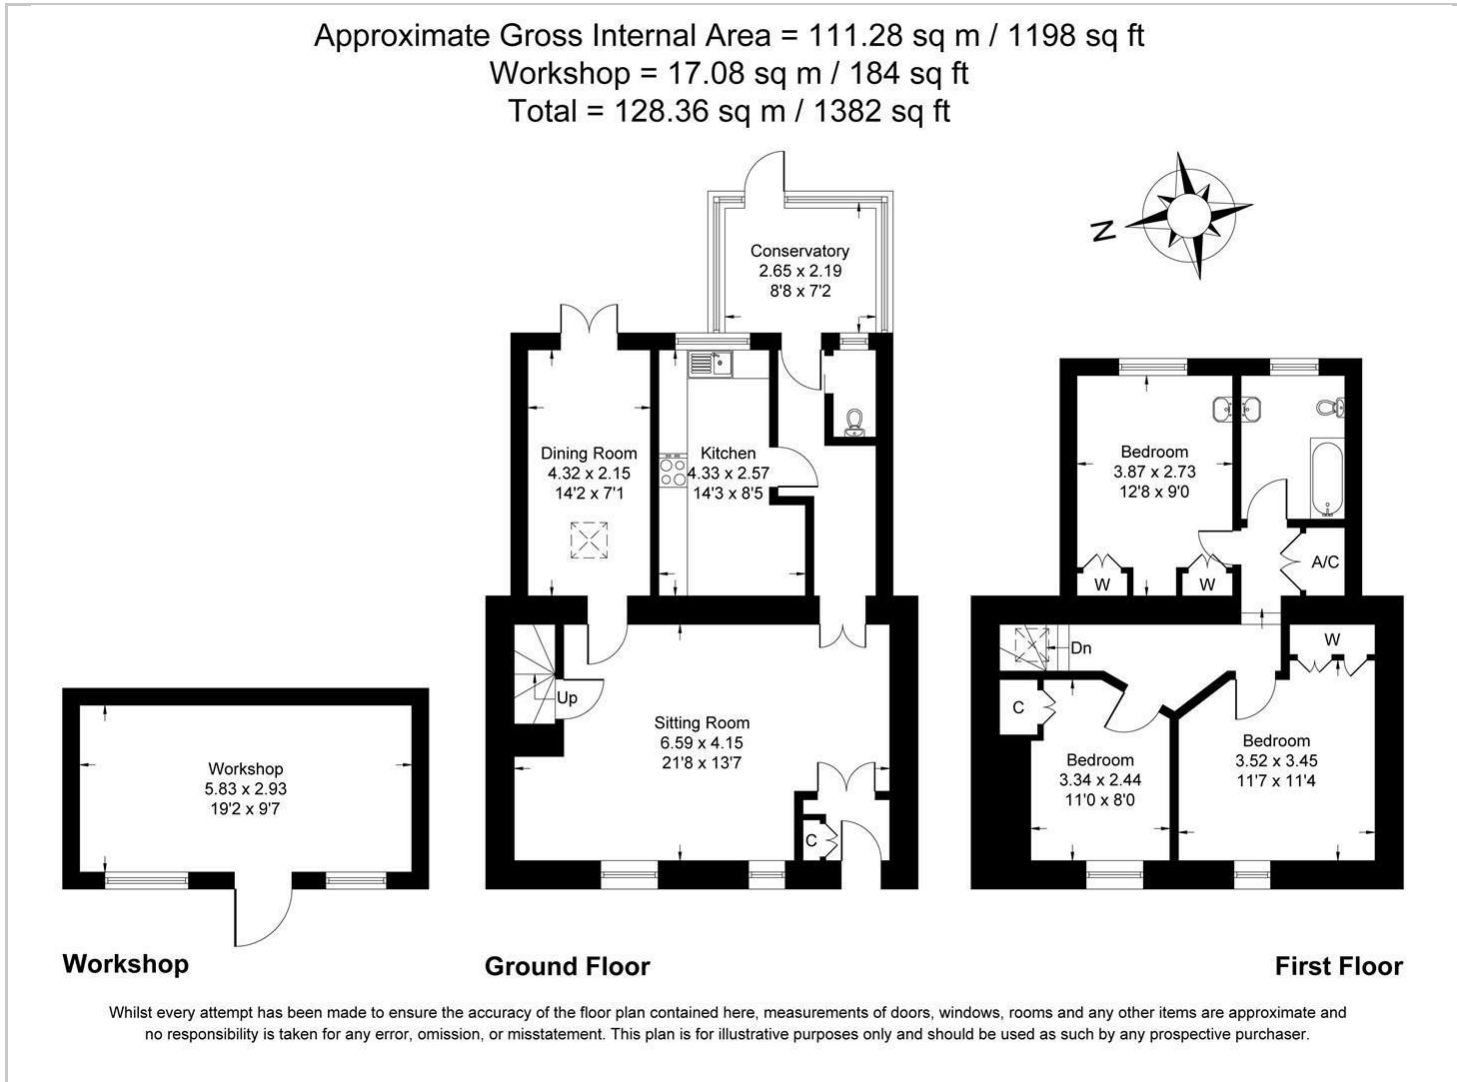 Approximate Gross Internal Area = 111.28 sq m / 1198 sq ft
Workshop = 17.08 sq m / 184 sq ft
Total = 128.36 sq m / 1382 sq ft
N
Conservatory
2.65 x 2.19
8'8 x 7'2
Dining Room
4.32 x 2.15
14'2 x 7'1
Kitchen
4.33 x 2.57
14'3 x 8'5
Up
Sitting Room
6.59 x 4.15
21'8 x 13'7
C
Workshop
5.83 x 2.93
19'2 x 9'7
Bedroom
3.87 x 2.73
12'8 x 9'0
W
W
A/C
Dn
W
C
Bedroom
3.34 x 2.44
11'0 x 8'0
Bedroom
3.52 x 3.45
11'7 x 11'4
Workshop
Ground Floor
First Floor
Whilst every attempt has been made to ensure the accuracy of the floor plan contained here, measurements of doors, windows, rooms and any other items are approximate and
no responsibility is taken for any error, omission, or misstatement. This plan is for illustrative purposes only and should be used as such by any prospective purchaser.